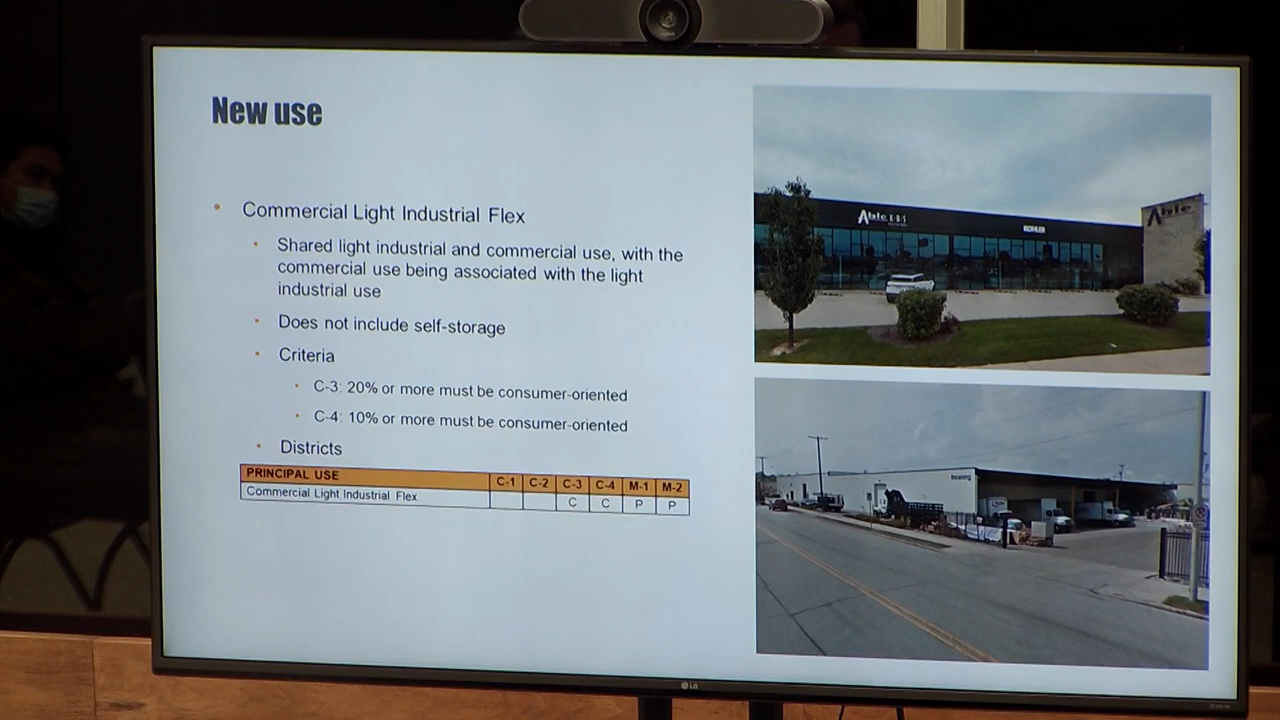 New use
Commercial Light Industrial Flex
Shared light industrial and commercial use, with the
commercial use being associated with the light
industrial use
Does not include self-storage
Criteria
C-3: 20% or more must be consumer-oriented
C-4: 10% or more must be consumer-oriented
Districts
PRINCIPAL USE C-1 C-2 C-3 C-4 M-1 M-2
Commercial Light Industrial Flex C C P P
Able
KOHLER
Able
LG